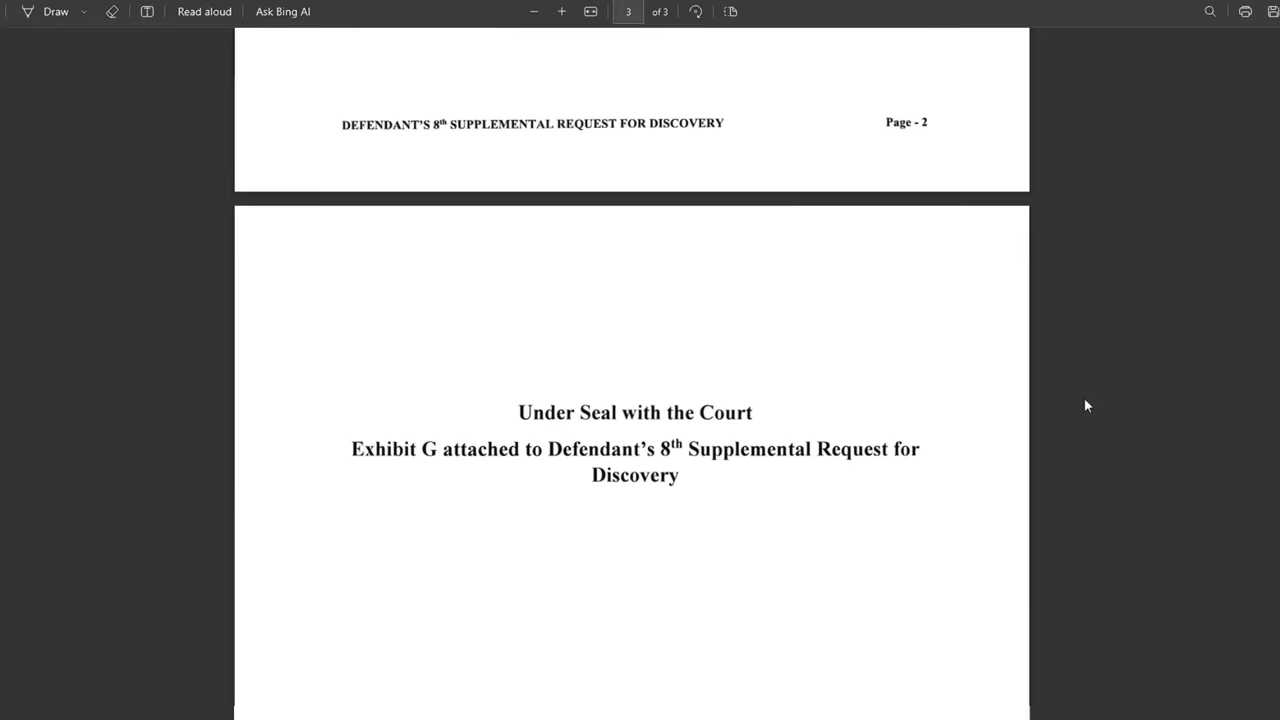 Draw Read aloud Ask Bing AI 3 of 3
DEFENDANT'S 8th SUPPLEMENTAL REQUEST FOR DISCOVERY Page - 2
Under Seal with the Court
Exhibit G attached to Defendant's 8th Supplemental Request for
Discovery